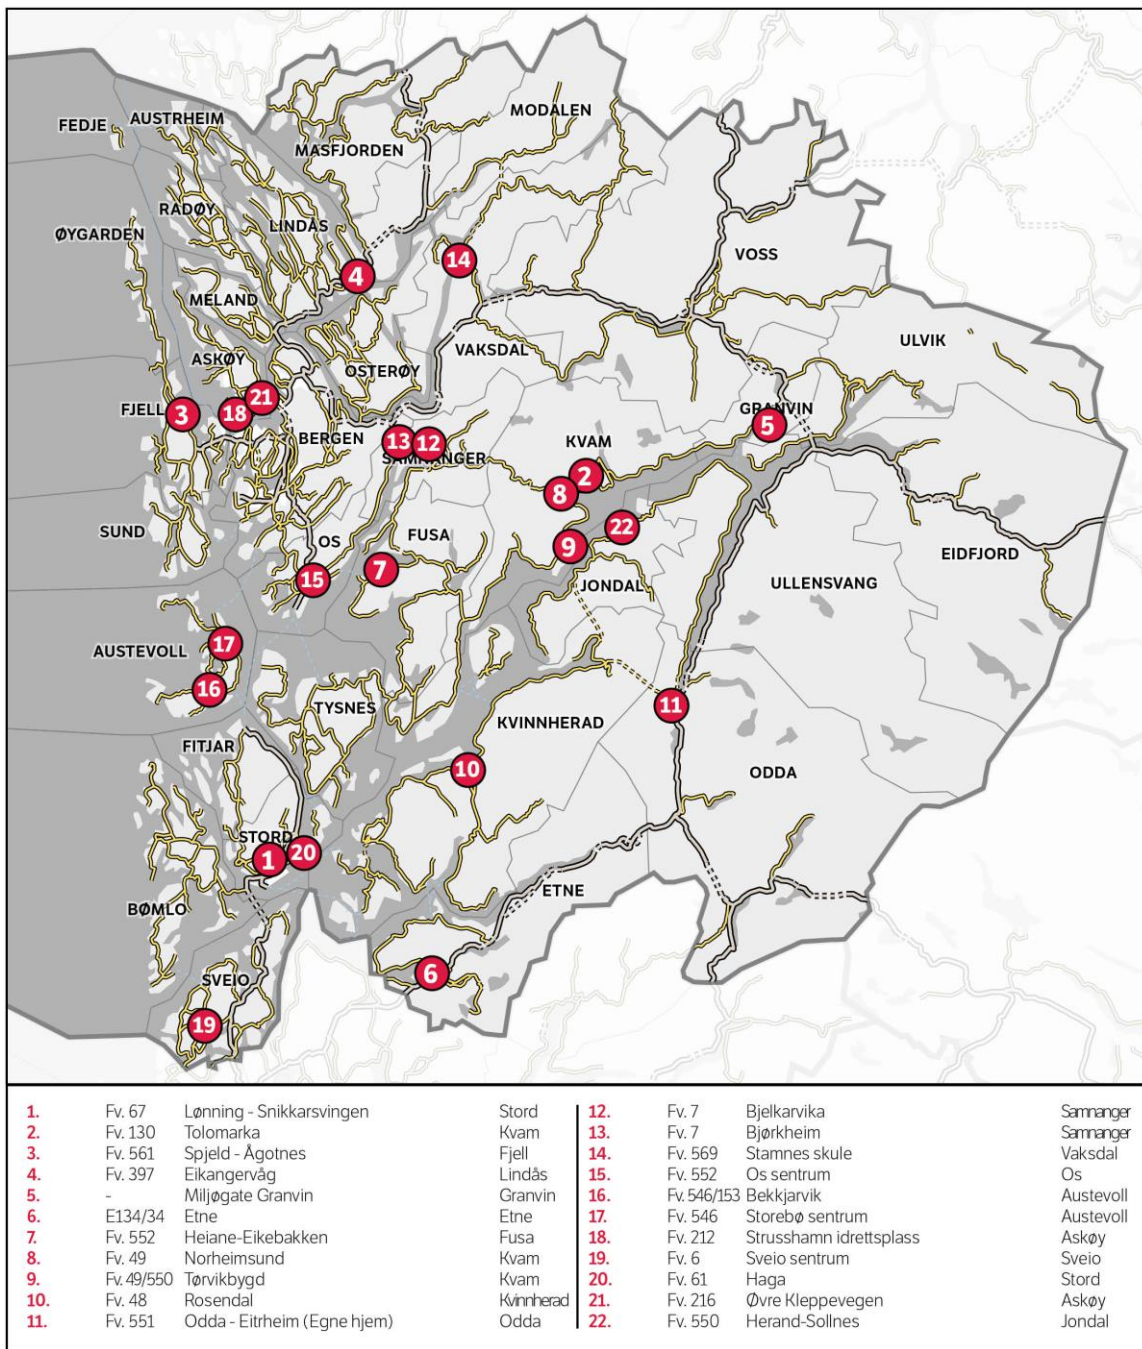 MODALEN
FEDJE
AUSTRHEIM
MASFJORDEN
RADØY
LINDÅS
ØYGARDEN
14
VOSS
4
MELAND
ULVIK
VAKSDAL
ASKØY
OSTERØY
21
FJELL
3
18
GRANVIN
5
BERGEN
13
12
KVAM
SAMNANGER
2
8
SUND
22
OS
FUSA
9
EIDFJORD
7
15
JONDAL
ULLENSVANG
17
AUSTEVOLL
16
TYSNES
11
KVINNHERAD
FITJAR
10
ODDA
STORD
1
20
ETNE
BØMLO
6
SVEIO
19
1. Fv. 67 Lønning - Snikkarsvingen Stord
2. Fv. 130 Tolomarka Kvam
3. Fv. 561 Spjeld - Ågotnes Fjell
4. Fv. 397 Eikangervåg Lindås
5. - Miljøgate Granvin Granvin
6. E134/34 Etne Etne
7. Fv. 552 Heiane-Eikebakken Fusa
8. Fv. 49 Norheimsund Kvam
9. Fv. 49/550 Tørvikbygd Kvam
10. Fv. 48 Rosendal Kvinnherad
11. Fv. 551 Odda - Eitrheim (Egne hjem) Odda
12. Fv. 7 Bjelkarvika Samnanger
13. Fv. 7 Bjørkheim Samnanger
14. Fv. 569 Stamnes skule Vaksdal
15. Fv. 552 Os sentrum Os
16. Fv. 546/153 Bekkjarvik Austevoll
17. Fv. 546 Storebø sentrum Austevoll
18. Fv. 212 Strusshamn idrettsplass Askøy
19. Fv. 6 Sveio sentrum Sveio
20. Fv. 61 Haga Stord
21. Fv. 216 Øvre Kleppevegen Askøy
22. Fv. 550 Herand-Sollnes Jondal